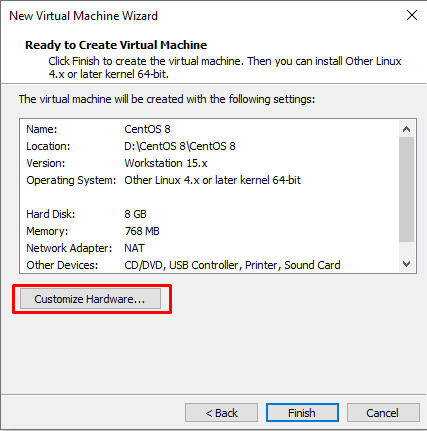 New Virtual Machine Wizard
Ready to Create Virtual Machine
Click Finish to create the virtual machine. Then you can install Other Linux
4.x or later kernel 64-bit.
The virtual machine will be created with the following settings:
Name: CentOS 8
Location: D:\CentOS 8\CentOS 8
Version: Workstation 15.x
Operating System: Other Linux 4.x or later kernel 64-bit
Hard Disk: 8 GB
Memory: 768 MB
Network Adapter: NAT
Other Devices: CD/DVD, USB Controller, Printer, Sound Card
Customize Hardware...
< Back Finish Cancel